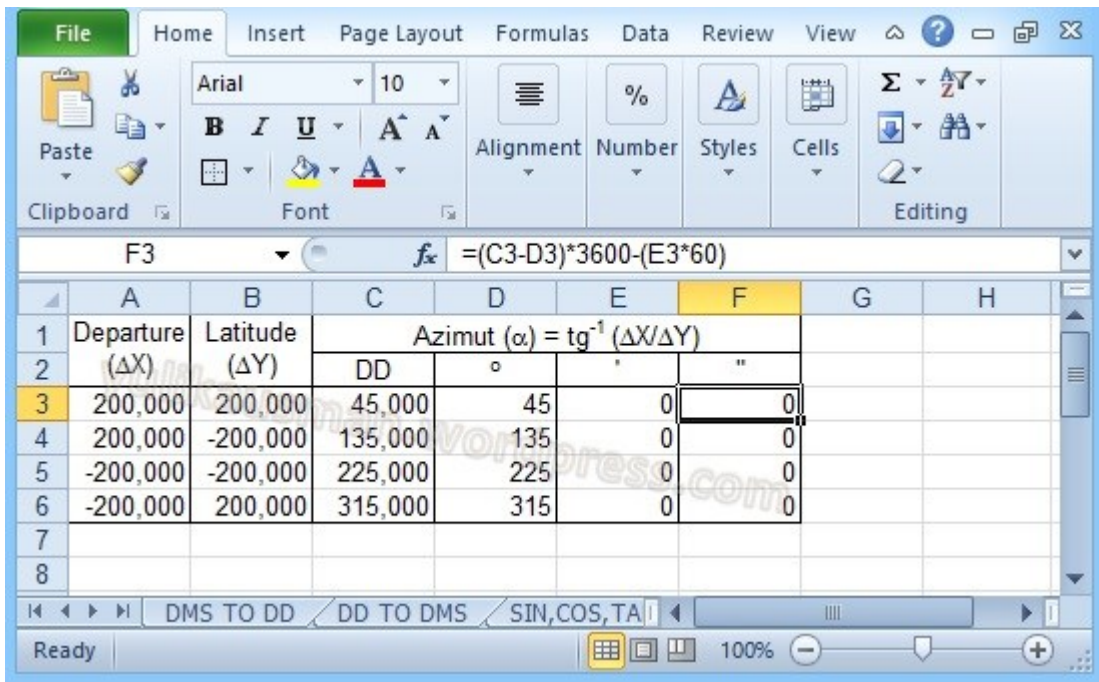 File Home Insert Page Layout Formulas Data Review View
Arial 10
B I U A A
Paste Alignment Number Styles Cells
Clipboard Font Editing
F3 fx =(C3-D3)*3600-(E3*60)
A B C D E F G H
1 Departure Latitude Azimut (α) = tg-1 (ΔX/ΔY)
2 (ΔX) (ΔY) DD ° ' "
3 200,000 200,000 45,000 45 0 0
4 200,000 -200,000 135,000 135 0 0
5 -200,000 -200,000 225,000 225 0 0
6 -200,000 200,000 315,000 315 0 0
7
8
yulikausman.wordpress.com
DMS TO DD DD TO DMS SIN,COS,TA
Ready 100%